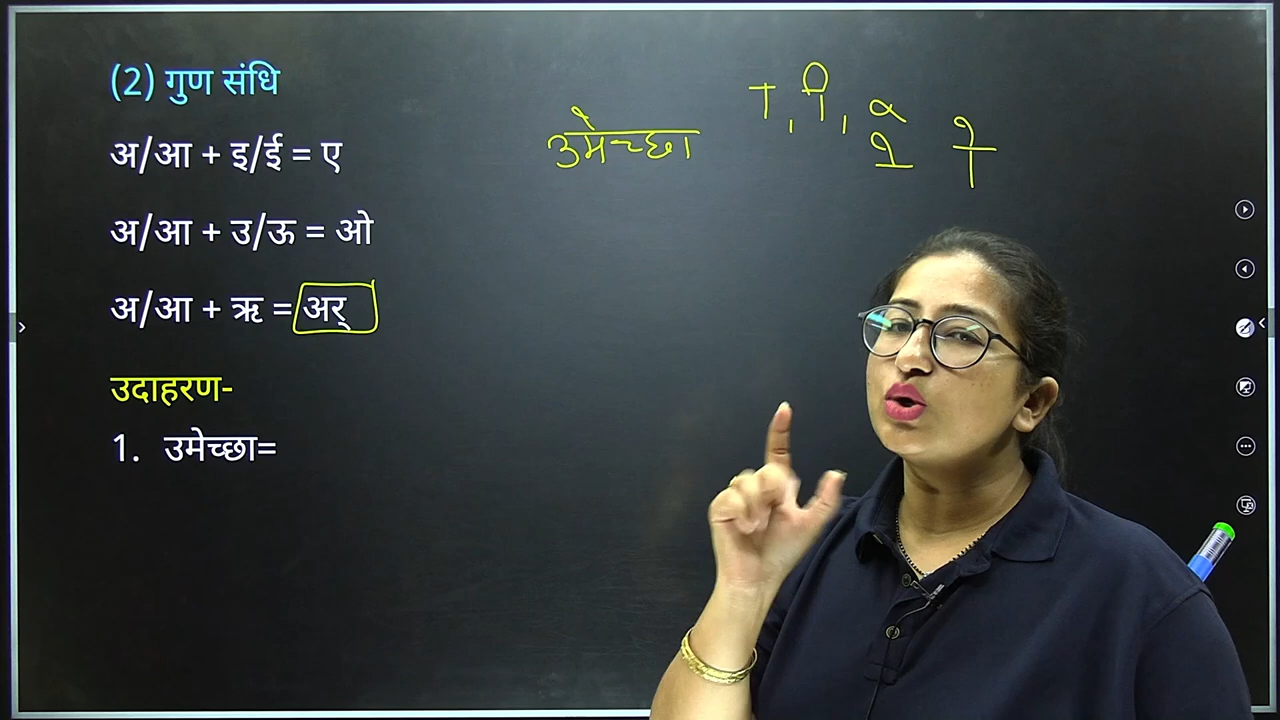 (2) गुण संधि
अ/आ + इ/ई = ए
अ/आ + उ/ऊ = ओ
अ/आ + ऋ = अर्
उदाहरण-
1. उमेच्छा=
उमेच्छा